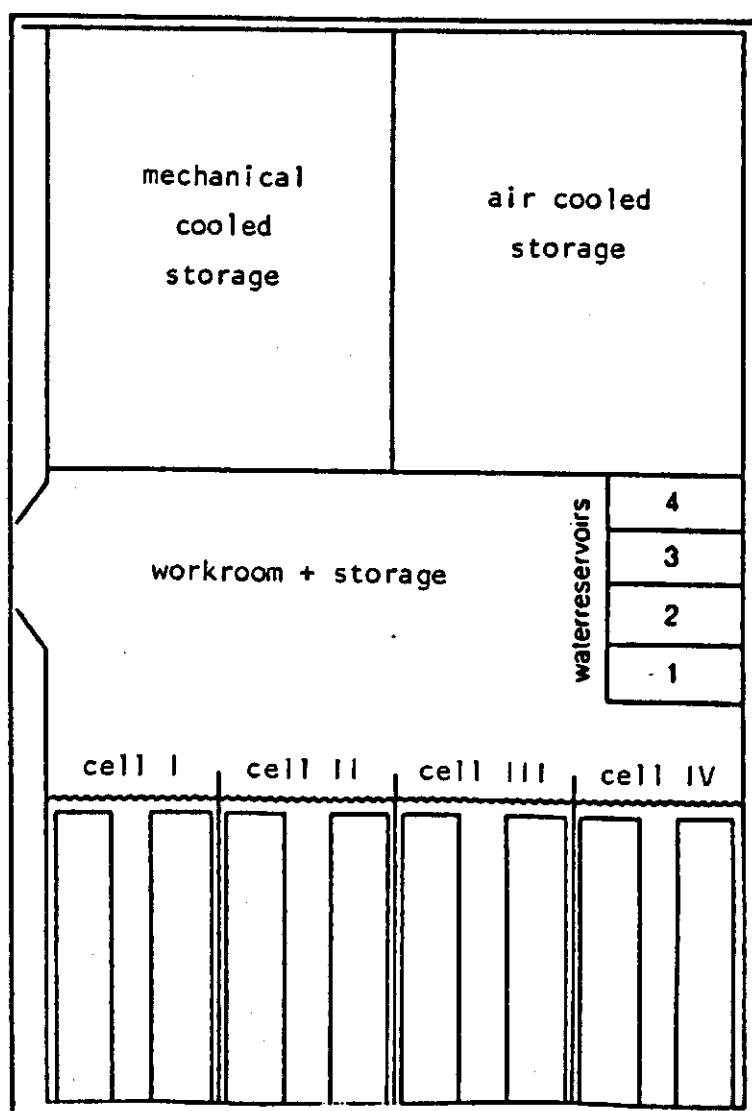 mechanical
cooled
storage
air cooled
storage
workroom + storage
waterreservoirs
4
3
2
1
cell I
cell II
cell III
cell IV